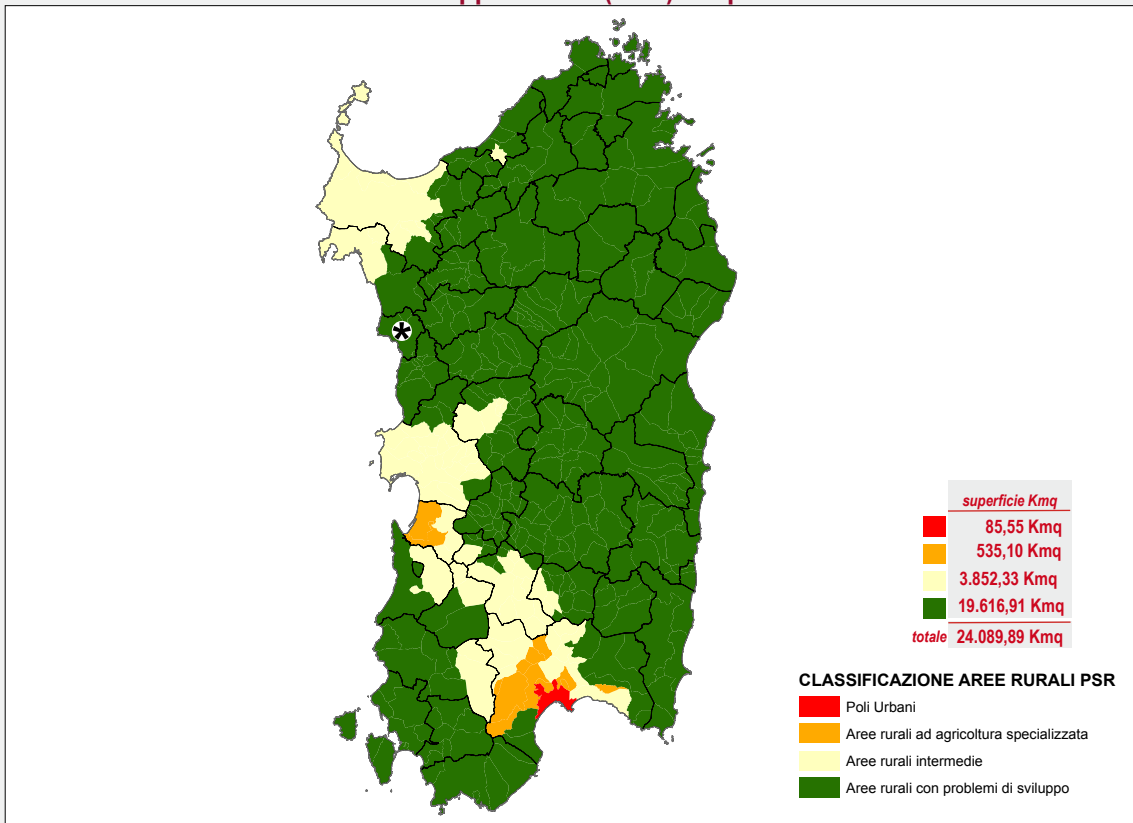 *
superficie Kmq
85,55 Kmq
535,10 Kmq
3.852,33 Kmq
19.616,91 Kmq
totale 24.089,89 Kmq
CLASSIFICAZIONE AREE RURALI PSR
Poli Urbani
Aree rurali ad agricoltura specializzata
Aree rurali intermedie
Aree rurali con problemi di sviluppo